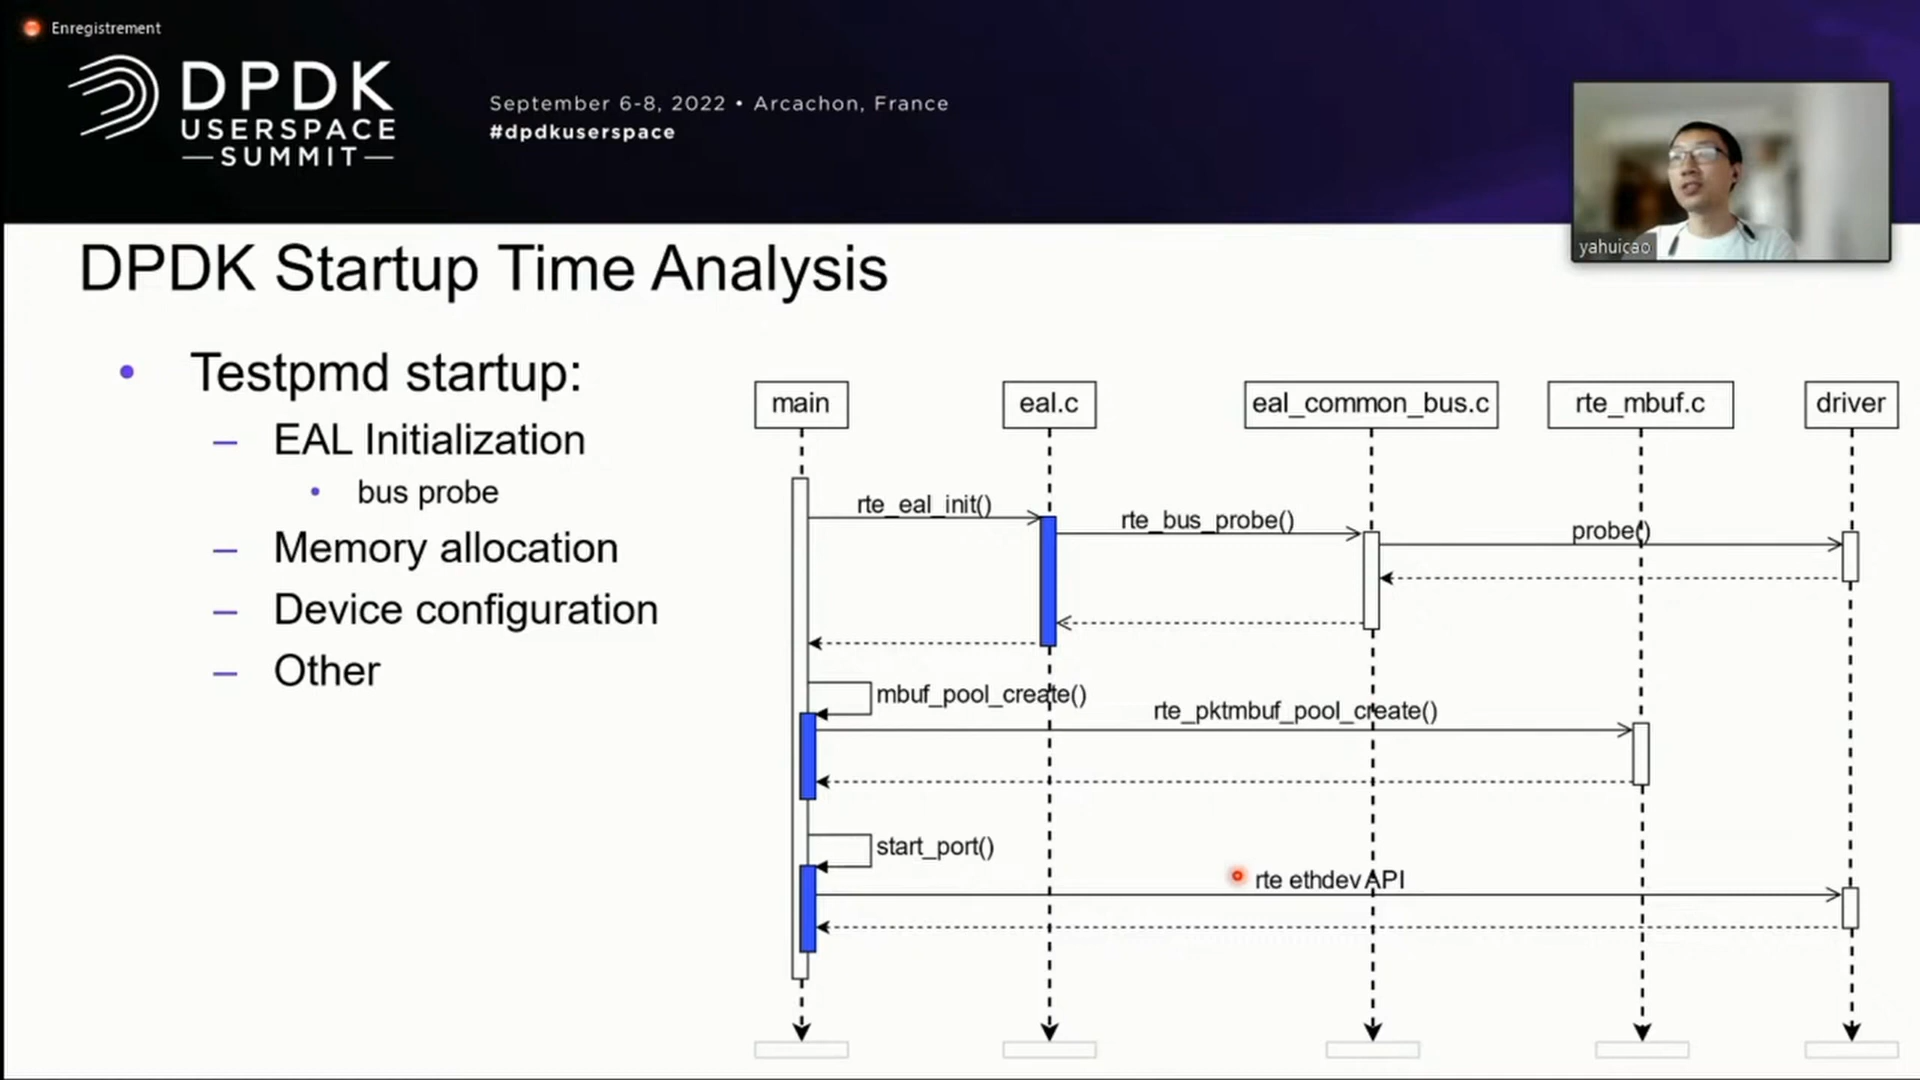 Enregistrement
DPDK
USERSPACE
SUMMIT
September 6-8, 2022 • Arcachon, France
#dpdkuserspace
yahuicao
DPDK Startup Time Analysis
• Testpmd startup:
– EAL Initialization
• bus probe
– Memory allocation
– Device configuration
– Other
main
eal.c
eal_common_bus.c
rte_mbuf.c
driver
rte_eal_init()
rte_bus_probe()
probe()
mbuf_pool_create()
rte_pktmbuf_pool_create()
start_port()
rte ethdev API